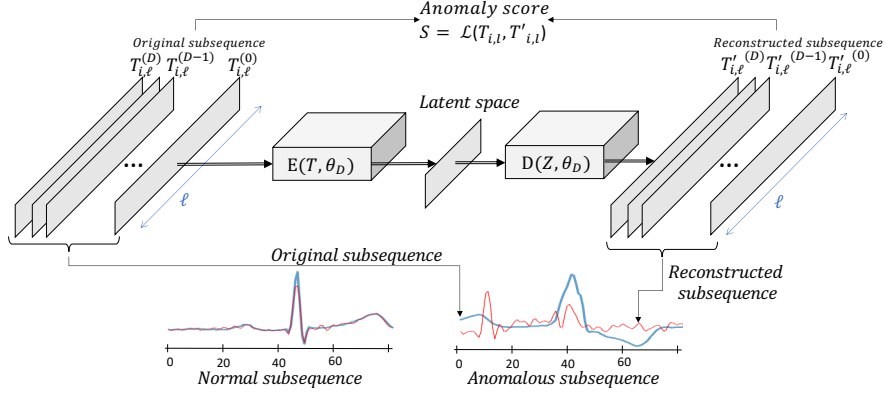 Anomaly score
S = ℒ(T_{i,l}, T'_{i,l})
Original subsequence
T_{i,ℓ}^{(D)} T_{i,ℓ}^{(D-1)} T_{i,ℓ}^{(0)}
Reconstructed subsequence
T'_{i,ℓ}^{(D)} T'_{i,ℓ}^{(D-1)} T'_{i,ℓ}^{(0)}
Latent space
... E(T, θ_D) D(Z, θ_D) ...
ℓ ℓ
Original subsequence
Reconstructed
subsequence
0 20 40 60
Normal subsequence
0 20 40 60
Anomalous subsequence